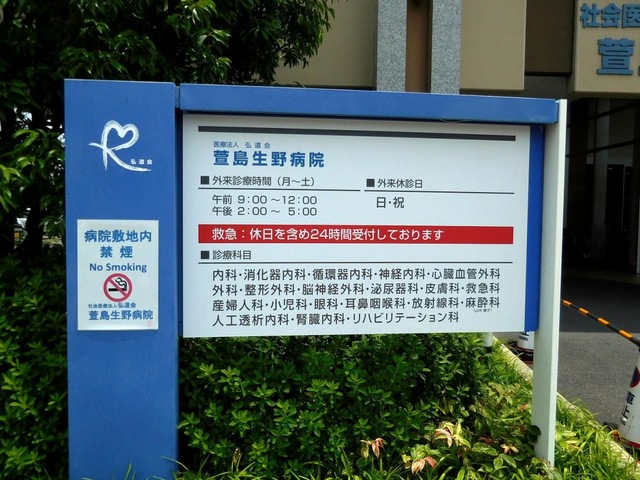 社会医
萱
弘道会
病院敷地内
禁煙
No Smoking
社会医療法人弘道会
萱島生野病院
医療法人 弘道会
萱島生野病院
■外来診療時間（月～土）
午前 9:00～12:00
午後 2:00～ 5:00
■外来休診日
日・祝
救急：休日を含め24時間受付しております
■診療科目
内科・消化器内科・循環器内科・神経内科・心臓血管外科
外科・整形外科・脳神経外科・泌尿器科・皮膚科・救急科
産婦人科・小児科・眼科・耳鼻咽喉科・放射線科・麻酔科
人工透析内科・腎臓内科・リハビリテーション科